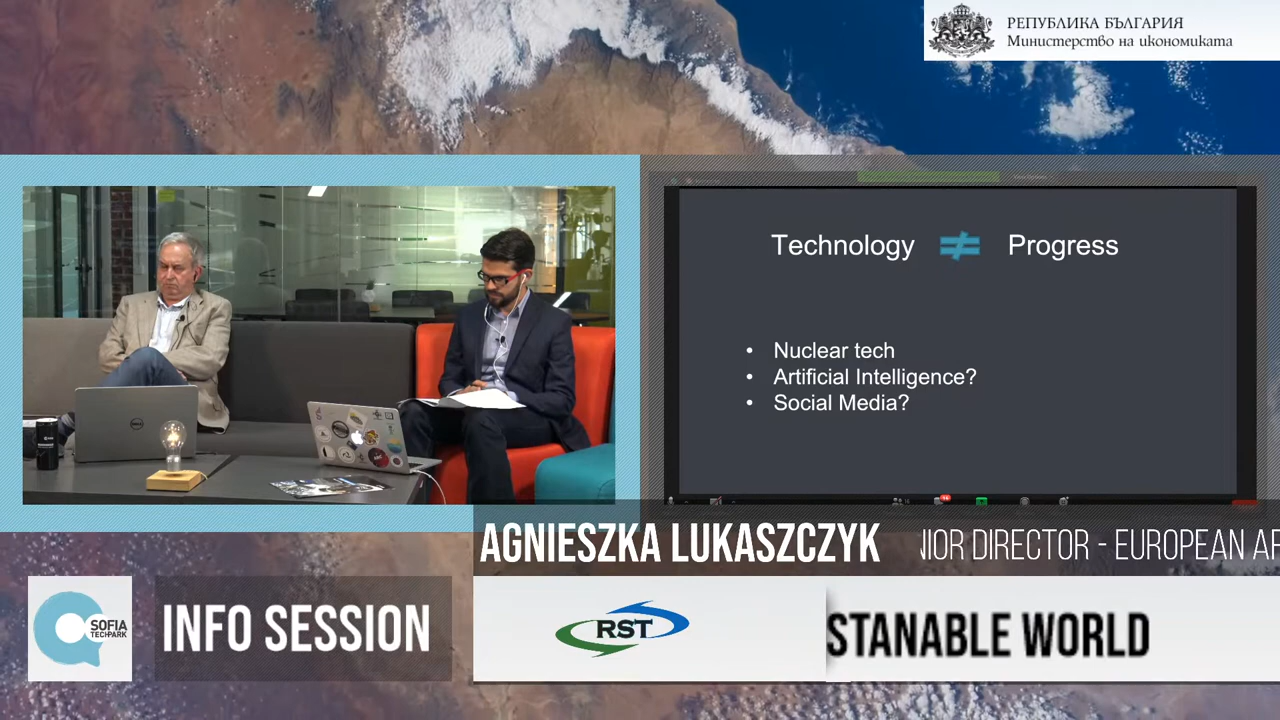 РЕПУБЛИКА БЪЛГАРИЯ
Министерство на икономиката
Technology ≠ Progress
• Nuclear tech
• Artificial Intelligence?
• Social Media?
AGNIESZKA LUKASZCZYK
NIOR DIRECTOR - EUROPEAN AF
SOFIA
TECHPARK
INFO SESSION
RST
STANABLE WORLD
DELL